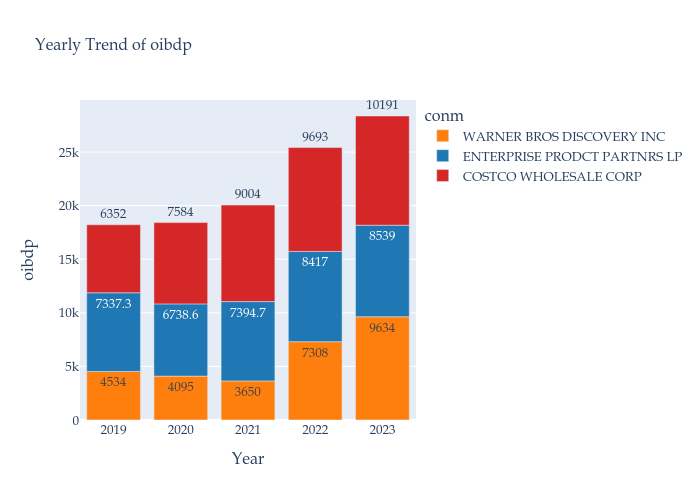 Yearly Trend of oibdp
conm
WARNER BROS DISCOVERY INC
ENTERPRISE PRODCT PARTNRS LP
COSTCO WHOLESALE CORP
oibdp
25k
20k
15k
10k
5k
0
6352
7584
9004
9693
10191
7337.3
6738.6
7394.7
8417
8539
4534
4095
3650
7308
9634
2019
2020
2021
2022
2023
Year